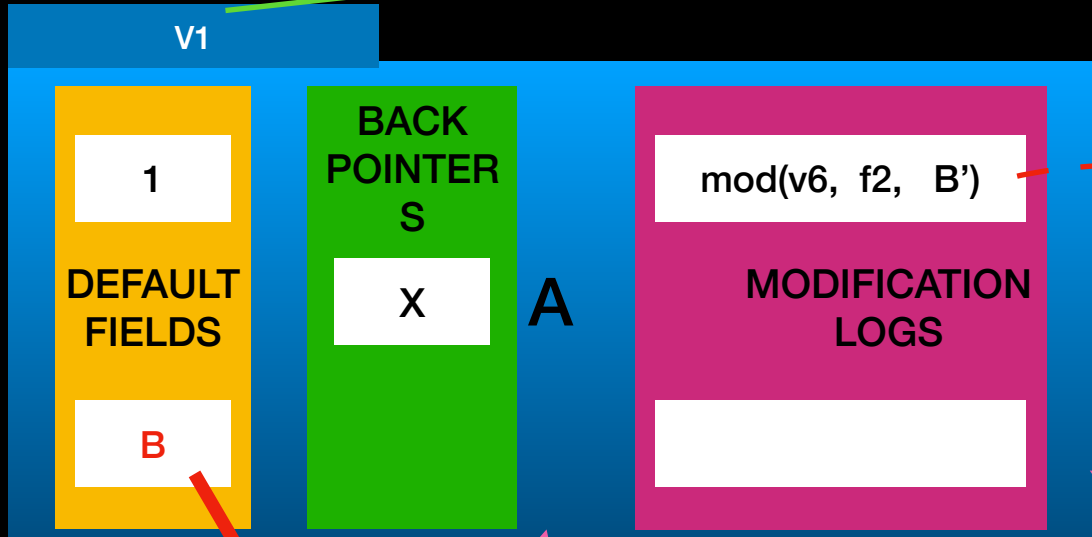 V1
1
DEFAULT
FIELDS
B
BACK
POINTER
S
X
A
mod(v6, f2, B’)
MODIFICATION
LOGS